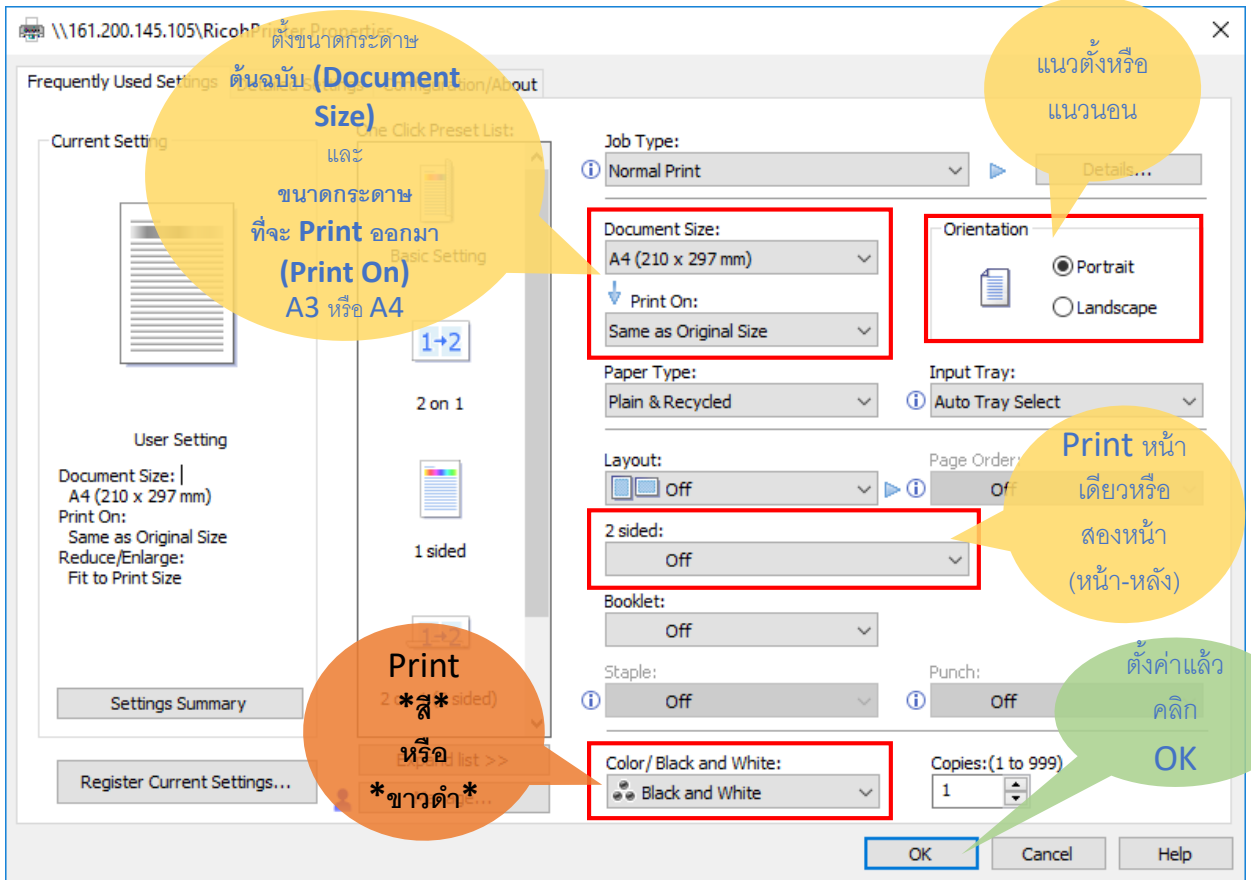 \\161.200.145.105\RicohPrinter Properties
Frequently Used Settings
Detailed Settings
Configuration/About
ตั้งขนาดกระดาษ
ต้นฉบับ (Document
Size)
และ
ขนาดกระดาษ
ที่จะ Print ออกมา
(Print On)
A3 หรือ A4
แนวตั้งหรือ
แนวนอน
Current Setting
User Setting
Document Size:
A4 (210 x 297 mm)
Print On:
Same as Original Size
Reduce/Enlarge:
Fit to Print Size
Settings Summary
Register Current Settings...
One Click Preset List:
Basic Setting
1→2
2 on 1
1 sided
1→2
sided)
Expand list >>
Print
*สี*
หรือ
*ขาวดำ*
Job Type:
Normal Print
Details...
Document Size:
A4 (210 x 297 mm)
Print On:
Same as Original Size
Orientation
Portrait
Landscape
Paper Type:
Plain & Recycled
Input Tray:
Auto Tray Select
Layout:
Off
Page Order:
Off
2 sided:
Off
Print หน้า
เดียวหรือ
สองหน้า
(หน้า-หลัง)
Booklet:
Off
Staple:
Off
Punch:
Off
ตั้งค่าแล้ว
คลิก
OK
Color/ Black and White:
Black and White
Copies:(1 to 999)
1
OK
Cancel
Help